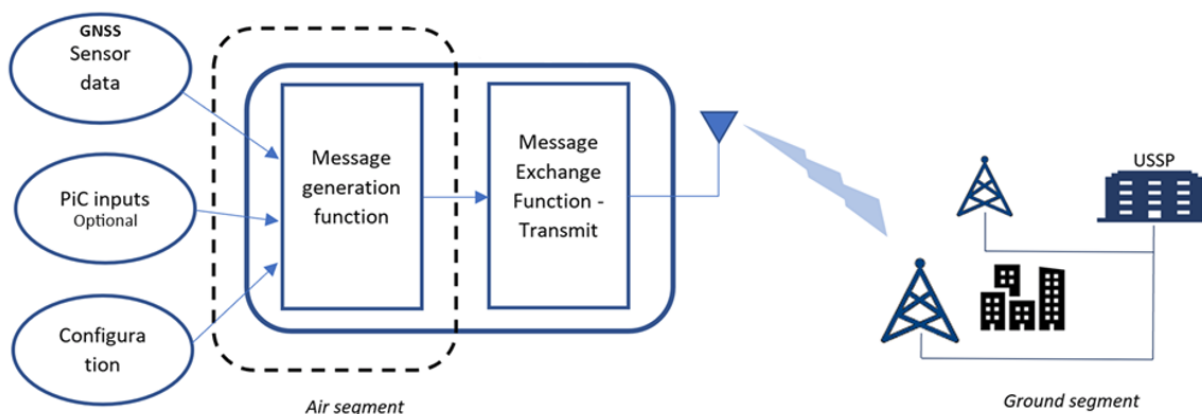 GNSS
Sensor
data
PiC inputs
Optional
Configura
tion
Message
generation
function
Message
Exchange
Function -
Transmit
USSP
Air segment
Ground segment